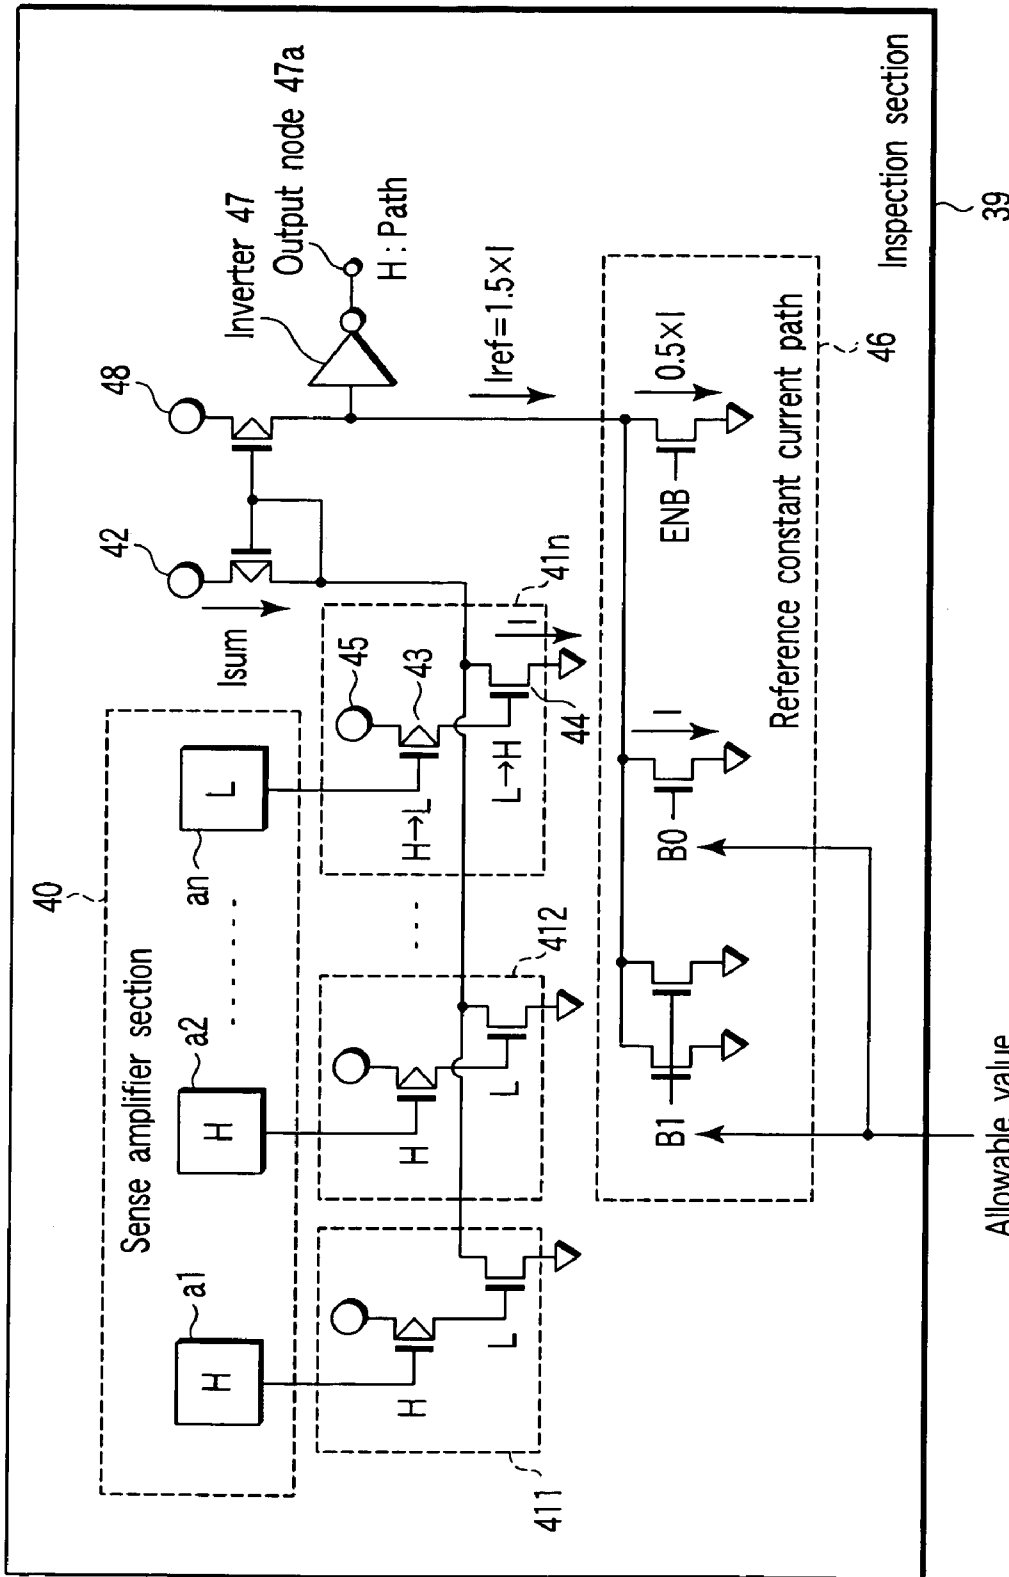 Sense amplifier section
40
a1
H
a2
H
an
L
Isum
42
48
Inverter 47
Output node 47a
H : Path
411
H
L
412
H
L
41n
45
43
H→L
L→H
44
I
Iref=1.5×I
B1
B0
I
ENB
0.5×I
Reference constant current path
46
Inspection section
39
Allowable value